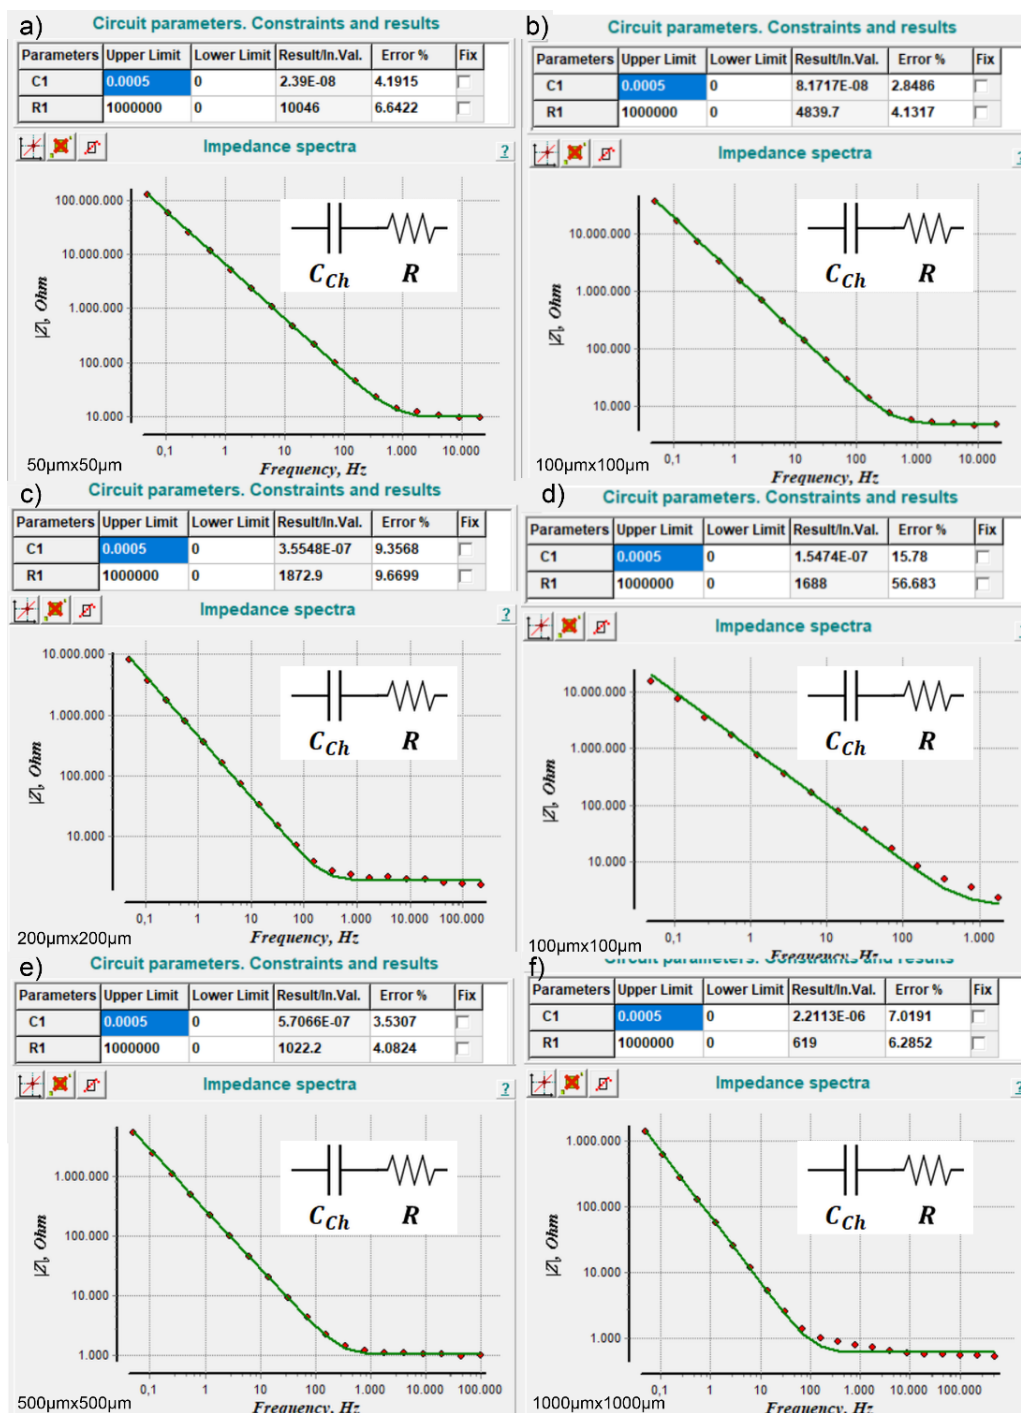 a)
Circuit parameters. Constraints and results
Parameters Upper Limit Lower Limit Result/In.Val. Error % Fix
C1 0.0005 0 2.39E-08 4.1915
R1 1000000 0 10046 6.6422
Impedance spectra ?
100.000.000
10.000.000
1.000.000
100.000
10.000
|Z|, Ohm
C_Ch R
0,1 1 10 100 1.000 10.000
50µmx50µm
Frequency, Hz
b)
Circuit parameters. Constraints and results
Parameters Upper Limit Lower Limit Result/In.Val. Error % Fix
C1 0.0005 0 8.1717E-08 2.8486
R1 1000000 0 4839.7 4.1317
Impedance spectra ?
10.000.000
1.000.000
100.000
10.000
|Z|, Ohm
C_Ch R
0,1 1 10 100 1.000 10.000
100µmx100µm
Frequency, Hz
c)
Circuit parameters. Constraints and results
Parameters Upper Limit Lower Limit Result/In.Val. Error % Fix
C1 0.0005 0 3.5548E-07 9.3568
R1 1000000 0 1872.9 9.6699
Impedance spectra ?
10.000.000
1.000.000
100.000
10.000
|Z|, Ohm
C_Ch R
0,1 1 10 100 1.000 10.000 100.000
200µmx200µm
Frequency, Hz
d)
Circuit parameters. Constraints and results
Parameters Upper Limit Lower Limit Result/In.Val. Error % Fix
C1 0.0005 0 1.5474E-07 15.78
R1 1000000 0 1688 56.683
Impedance spectra ?
10.000.000
1.000.000
100.000
10.000
|Z|, Ohm
C_Ch R
0,1 1 10 100 1.000
100µmx100µm
Frequency, Hz
e)
Circuit parameters. Constraints and results
Parameters Upper Limit Lower Limit Result/In.Val. Error % Fix
C1 0.0005 0 5.7066E-07 3.5307
R1 1000000 0 1022.2 4.0824
Impedance spectra ?
1.000.000
100.000
10.000
1.000
|Z|, Ohm
C_Ch R
0,1 1 10 100 1.000 10.000 100.000
500µmx500µm
Frequency, Hz
f)
Circuit parameters. Constraints and results
Parameters Upper Limit Lower Limit Result/In.Val. Error % Fix
C1 0.0005 0 2.2113E-06 7.0191
R1 1000000 0 619 6.2852
Impedance spectra ?
1.000.000
100.000
10.000
1.000
|Z|, Ohm
C_Ch R
0,1 1 10 100 1.000 10.000 100.000
1000µmx1000µm
Frequency, Hz